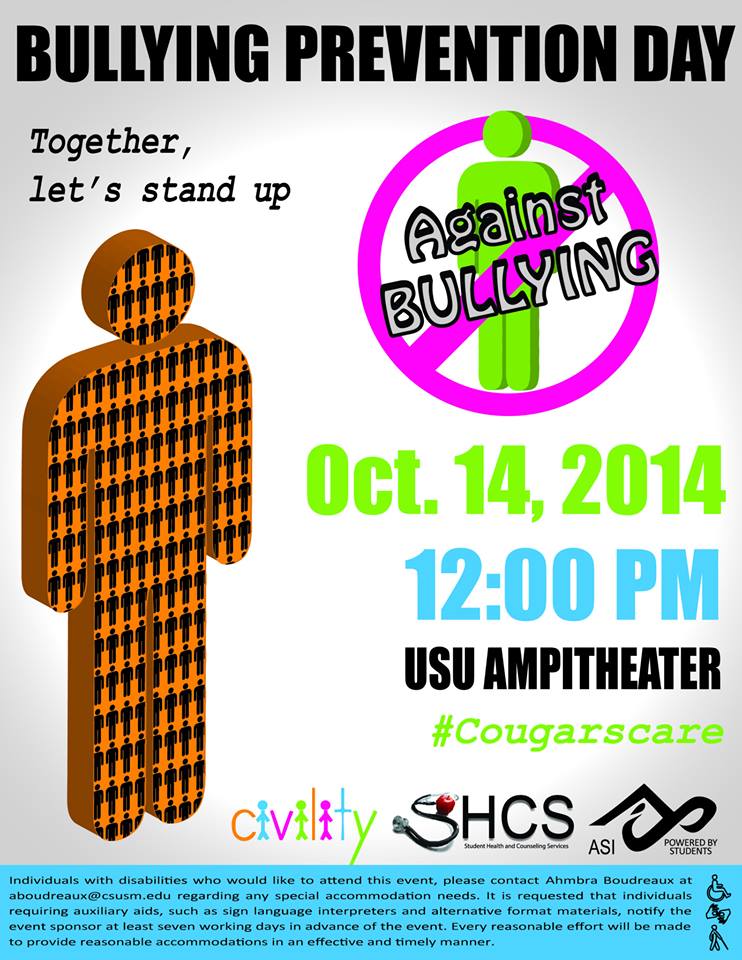 BULLYING PREVENTION DAY
Together,
let's stand up
Against
BULLYING
Oct. 14, 2014
12:00 PM
USU AMPITHEATER
#Cougarscare
civility
SHCS
Student Health and Counseling Services
ASI
POWERED BY
STUDENTS
Individuals with disabilities who would like to attend this event, please contact Ahmbra Boudreaux at
aboudreaux@csusm.edu regarding any special accommodation needs. It is requested that individuals
requiring auxiliary aids, such as sign language interpreters and alternative format materials, notify the
event sponsor at least seven working days in advance of the event. Every reasonable effort will be made
to provide reasonable accommodations in an effective and timely manner.